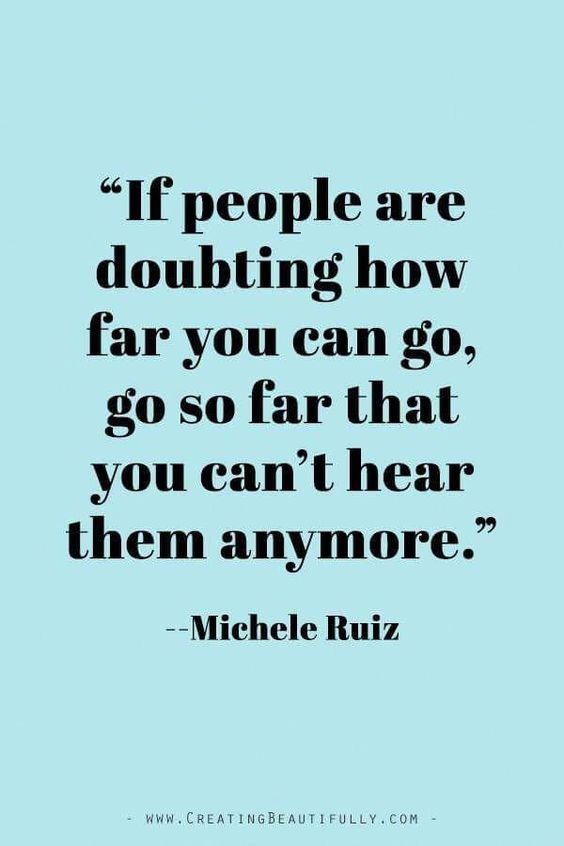 “If people are
doubting how
far you can go,
go so far that
you can’t hear
them anymore.”
--Michele Ruiz
- www.CreatingBeautifully.com -